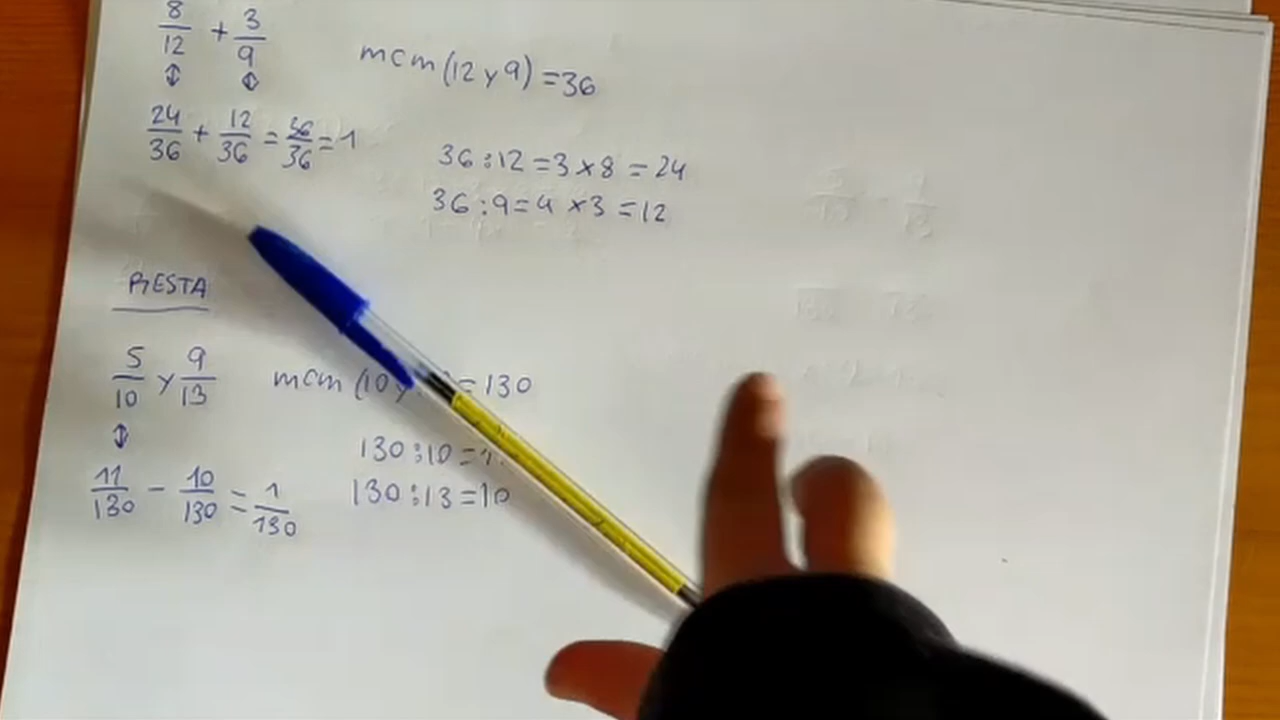 8/12 + 3/9
mcm (12 y 9) = 36
24/36 + 12/36 = 36/36 = 1
36 : 12 = 3 x 8 = 24
36 : 9 = 4 x 3 = 12
RESTA
5/10 y 9/13
mcm (10 y = 130
130 : 10 = 1
130 : 13 = 10
11/130 - 10/130 = 1/130